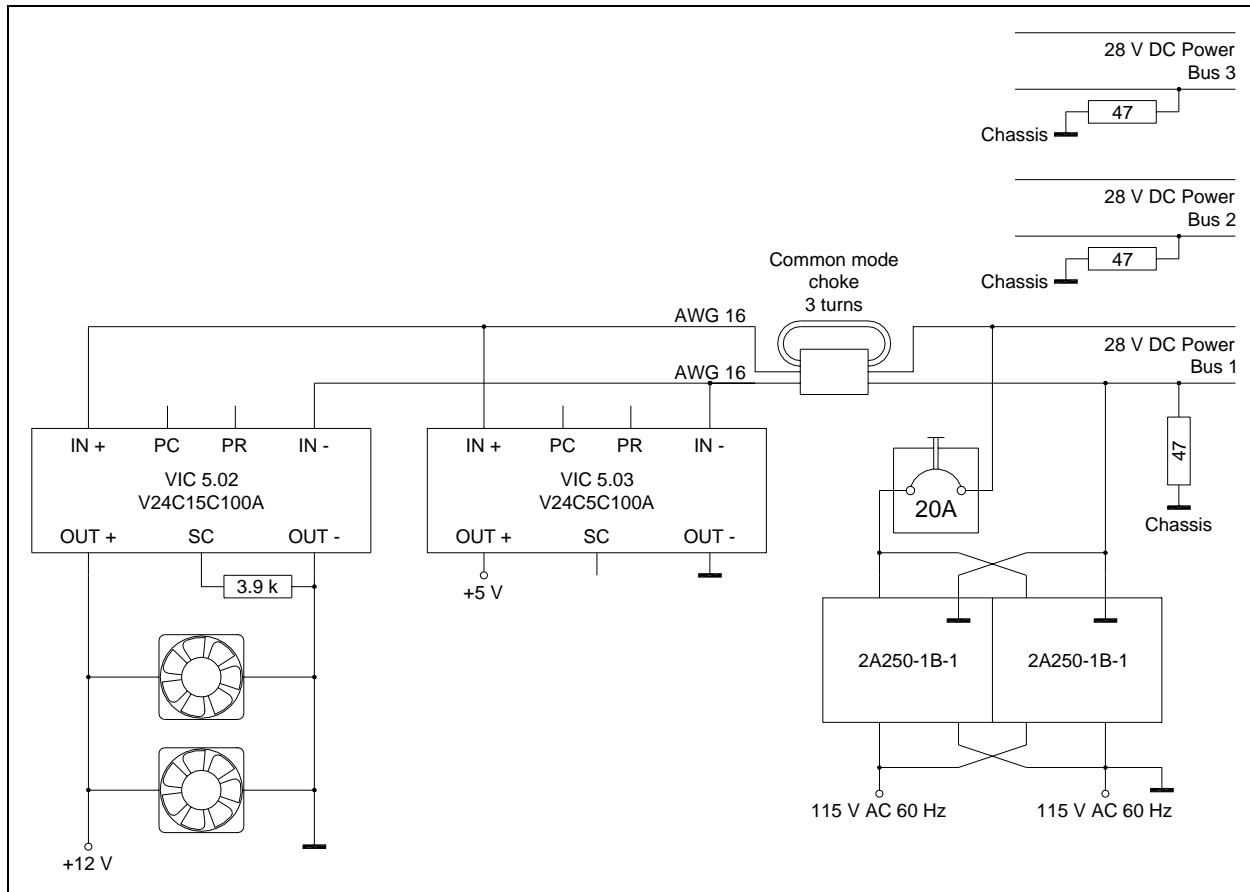 28 V DC Power
Bus 3
47
Chassis
28 V DC Power
Bus 2
47
Chassis
Common mode
choke
3 turns
AWG 16
28 V DC Power
Bus 1
AWG 16
IN + PC PR IN -
VIC 5.02
V24C15C100A
OUT + SC OUT -
3.9 k
+12 V
IN + PC PR IN -
VIC 5.03
V24C5C100A
OUT + SC OUT -
+5 V
20A
47
Chassis
2A250-1B-1 2A250-1B-1
115 V AC 60 Hz 115 V AC 60 Hz